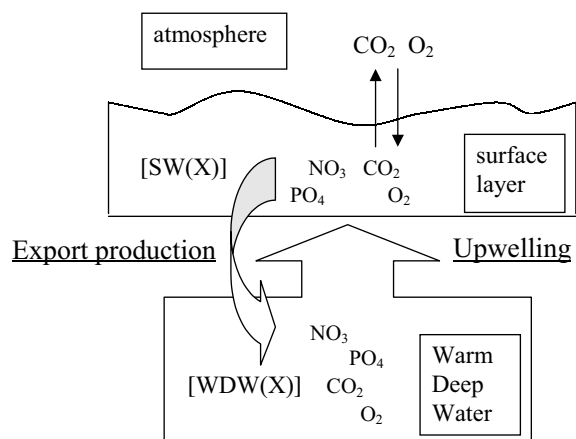 atmosphere
CO2 O2
[SW(X)]
NO3 CO2
PO4 O2
surface
layer
Export production
Upwelling
NO3
PO4
[WDW(X)] CO2
O2
Warm
Deep
Water